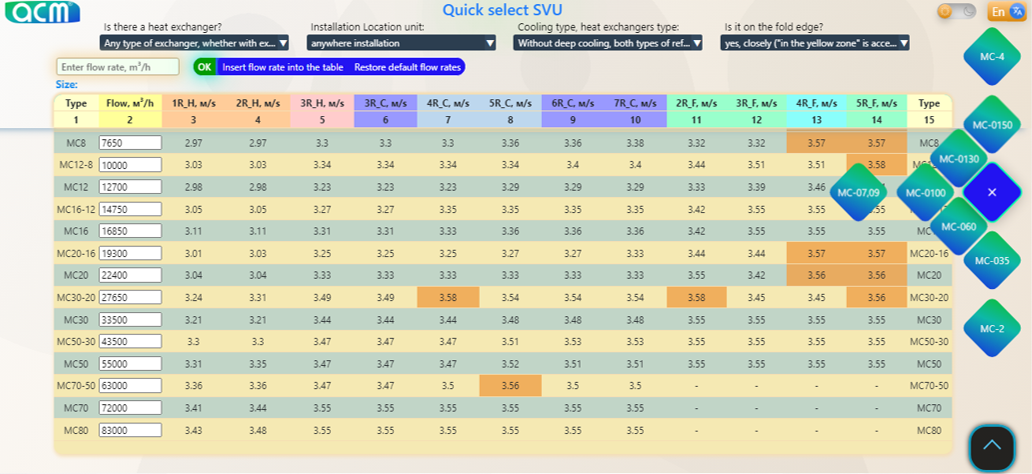 acm
Quick select SVU
En
Is there a heat exchanger?
Any type of exchanger, whether with ex...
Installation Location unit:
anywhere installation
Cooling type, heat exchangers type:
Without deep cooling, both types of ref...
Is it on the fold edge?
yes, closely ("in the yellow zone" is acce...
Enter flow rate, m³/h
OK Insert flow rate into the table Restore default flow rates
Size:
Type Flow, м³/h 1R_H, м/s 2R_H, м/s 3R_H, м/s 3R_C, м/s 4R_C, м/s 5R_C, м/s 6R_C, м/s 7R_C, м/s 2R_F, м/s 3R_F, м/s 4R_F, м/s 5R_F, м/s Type
1 2 3 4 5 6 7 8 9 10 11 12 13 14 15
MC8 7650 2.97 2.97 3.3 3.3 3.3 3.36 3.36 3.38 3.32 3.32 3.57 3.57 MC8
MC12-8 10000 3.03 3.03 3.34 3.34 3.34 3.34 3.4 3.4 3.44 3.51 3.51 3.58
MC12 12700 2.98 2.98 3.23 3.23 3.23 3.29 3.29 3.29 3.33 3.39 3.46
MC16-12 14750 3.05 3.05 3.27 3.27 3.35 3.35 3.35 3.35 3.42 3.55 3.55 3.55
MC16 16850 3.11 3.11 3.31 3.31 3.33 3.36 3.36 3.36 3.42 3.55 3.55 3.55
MC20-16 19300 3.01 3.03 3.25 3.25 3.25 3.27 3.27 3.33 3.44 3.44 3.57 3.57 MC20-16
MC20 22400 3.04 3.04 3.33 3.33 3.33 3.33 3.33 3.33 3.55 3.42 3.56 3.56 MC20
MC30-20 27650 3.24 3.31 3.49 3.49 3.58 3.54 3.54 3.54 3.58 3.45 3.45 3.56 MC30-20
MC30 33500 3.21 3.21 3.44 3.44 3.44 3.48 3.48 3.48 3.55 3.55 3.55 3.55 MC30
MC50-30 43500 3.3 3.3 3.47 3.47 3.47 3.51 3.53 3.53 3.55 3.55 3.55 3.55 MC50-30
MC50 55000 3.31 3.35 3.47 3.47 3.47 3.52 3.51 3.51 3.55 3.55 3.55 3.55 MC50
MC70-50 63000 3.36 3.36 3.47 3.47 3.5 3.56 3.5 3.5 - - - - MC70-50
MC70 72000 3.41 3.44 3.55 3.55 3.55 3.55 3.55 3.55 - - - - MC70
MC80 83000 3.43 3.48 3.55 3.55 3.55 3.55 3.55 3.55 - - - - MC80
MC-4
MC-0150
MC-0130
MC-07,09
MC-0100
×
MC-060
MC-035
MC-2